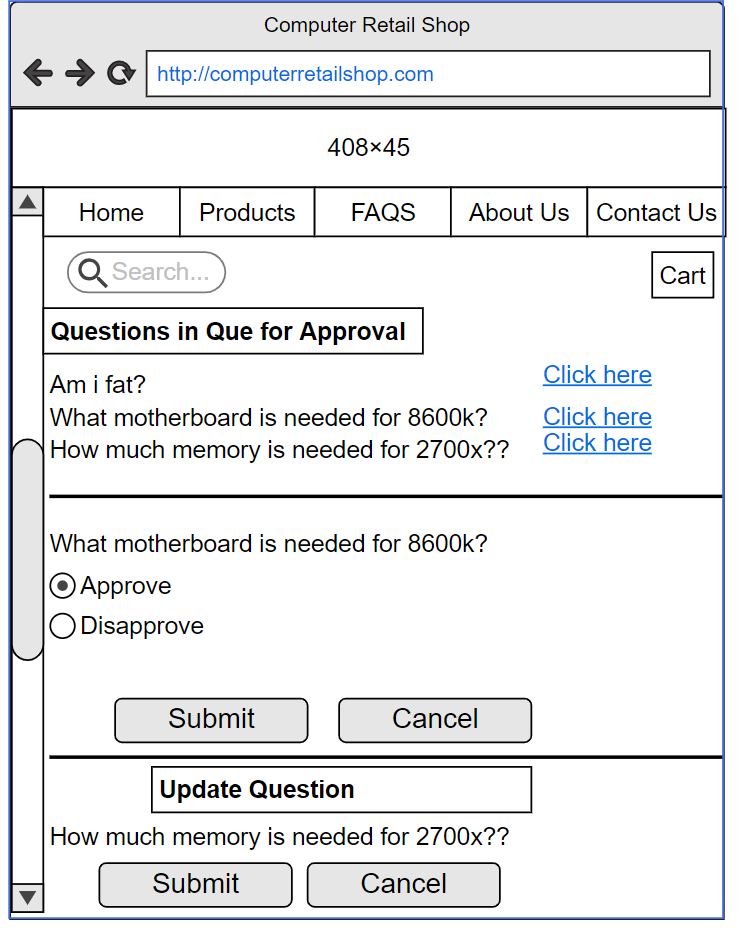 Computer Retail Shop
http://computerretailshop.com
408×45
Home Products FAQS About Us Contact Us
Search... Cart
Questions in Que for Approval
Am i fat? Click here
What motherboard is needed for 8600k? Click here
How much memory is needed for 2700x?? Click here
What motherboard is needed for 8600k?
Approve
Disapprove
Submit Cancel
Update Question
How much memory is needed for 2700x??
Submit Cancel